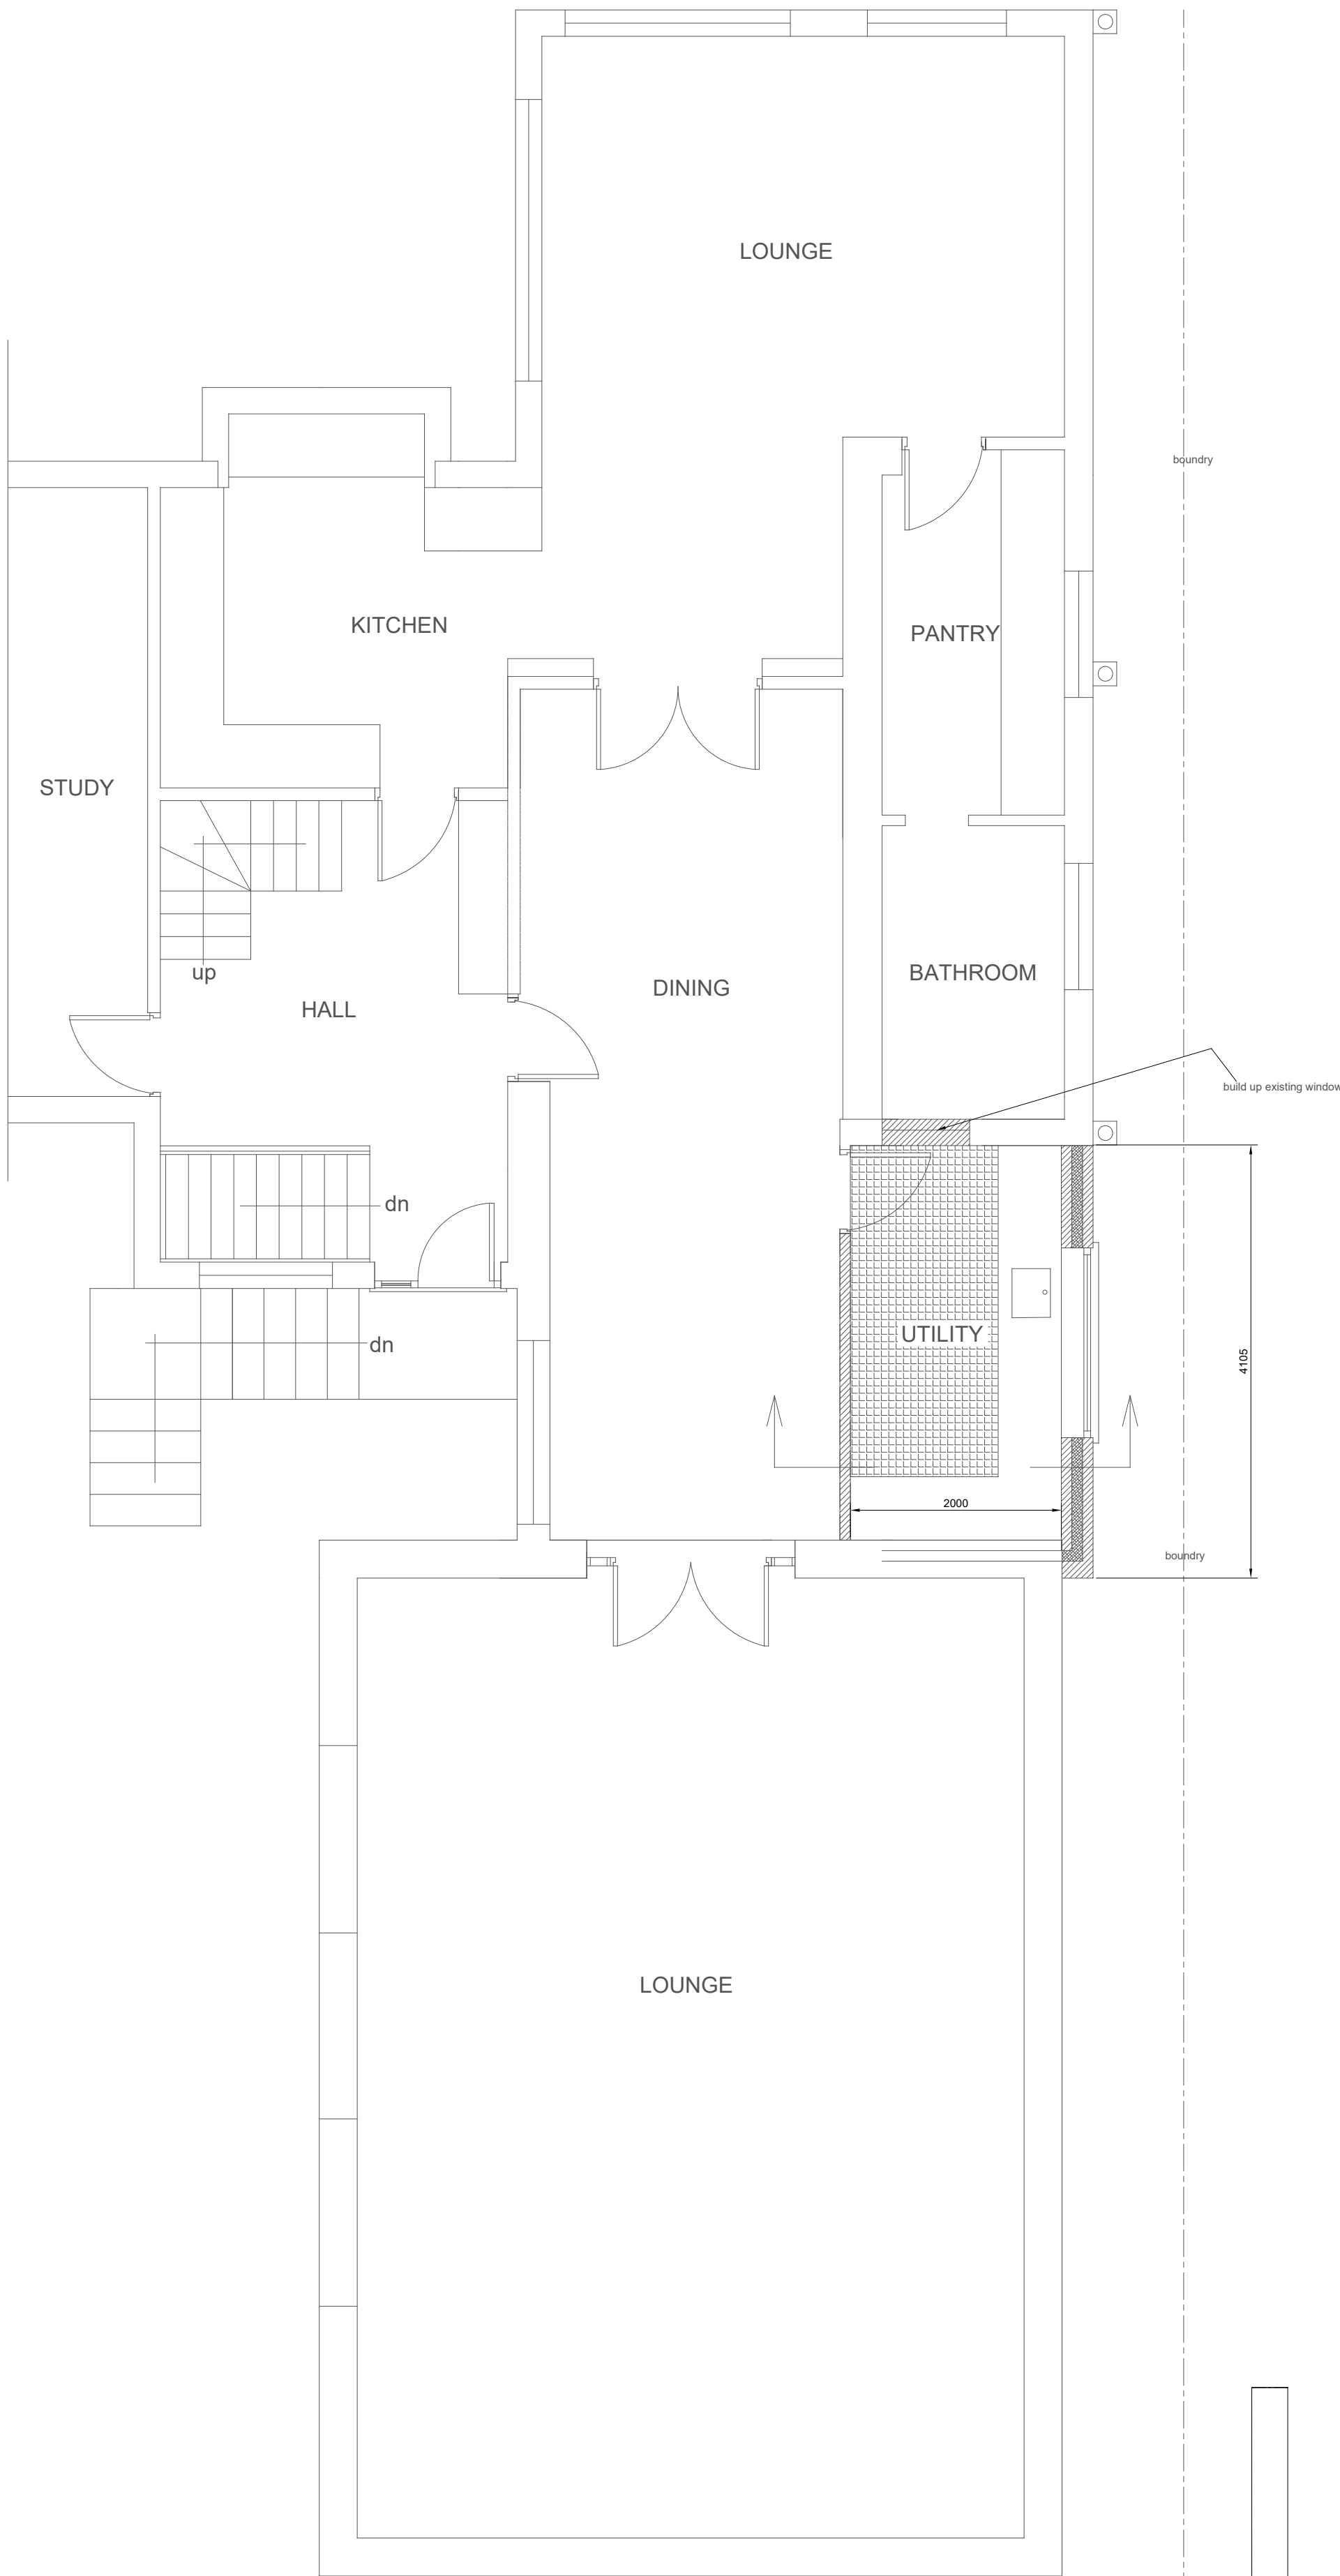 LOUNGE
boundry
KITCHEN
PANTRY
STUDY
up
HALL
DINING
BATHROOM
build up existing window
dn
dn
UTILITY
4105
2000
boundry
LOUNGE